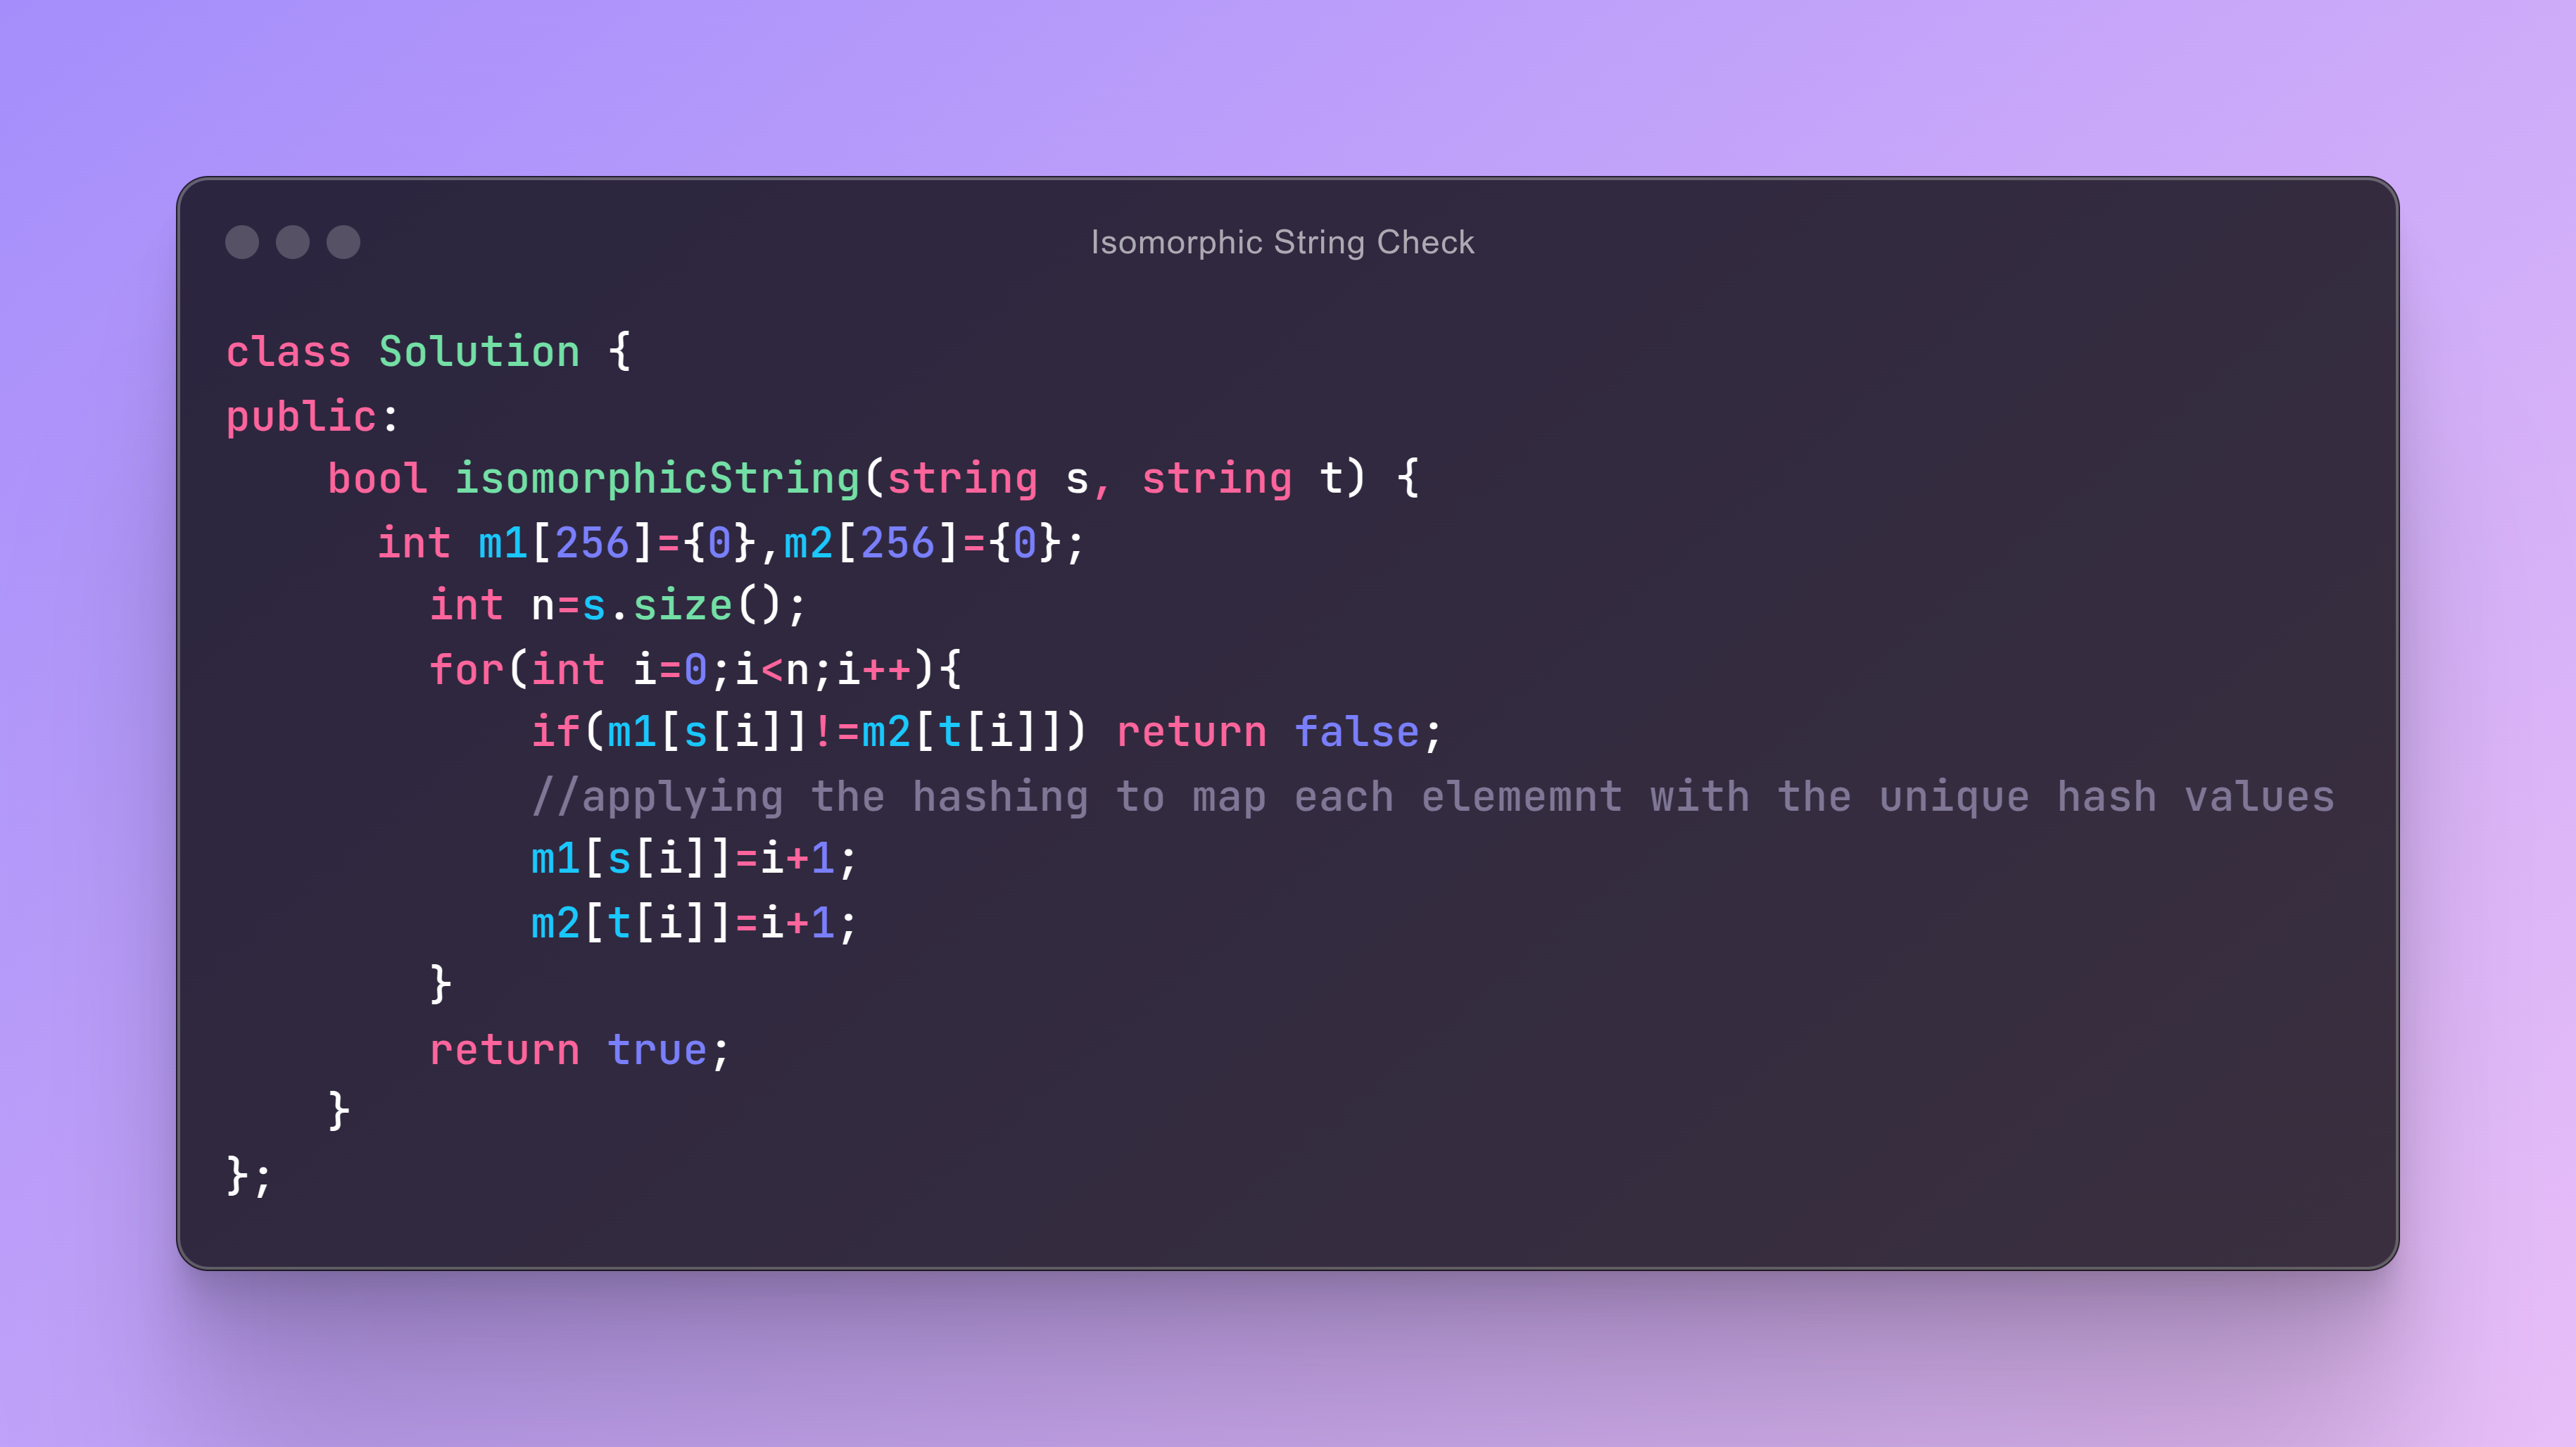 Isomorphic String Check
class Solution {
public:
    bool isomorphicString(string s, string t) {
      int m1[256]={0},m2[256]={0};
        int n=s.size();
        for(int i=0;i<n;i++){
            if(m1[s[i]]!=m2[t[i]]) return false;
            //applying the hashing to map each elememnt with the unique hash values
            m1[s[i]]=i+1;
            m2[t[i]]=i+1;
        }
        return true;
    }
};